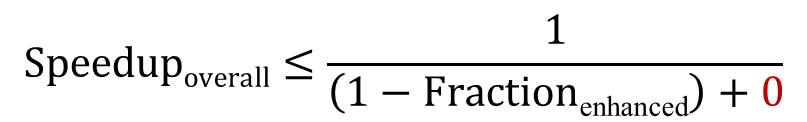 Speedup_overall ≤ 1 / ((1 − Fraction_enhanced) + 0)